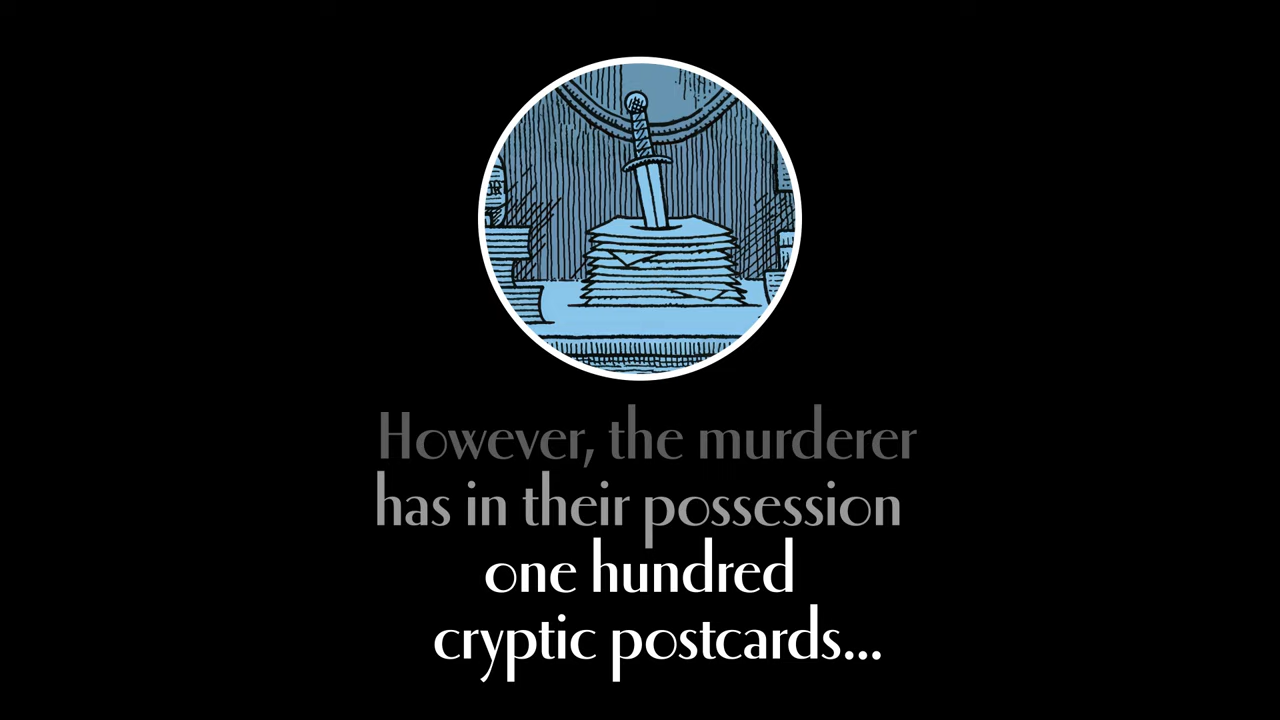 However, the murderer
has in their possession
one hundred
cryptic postcards...